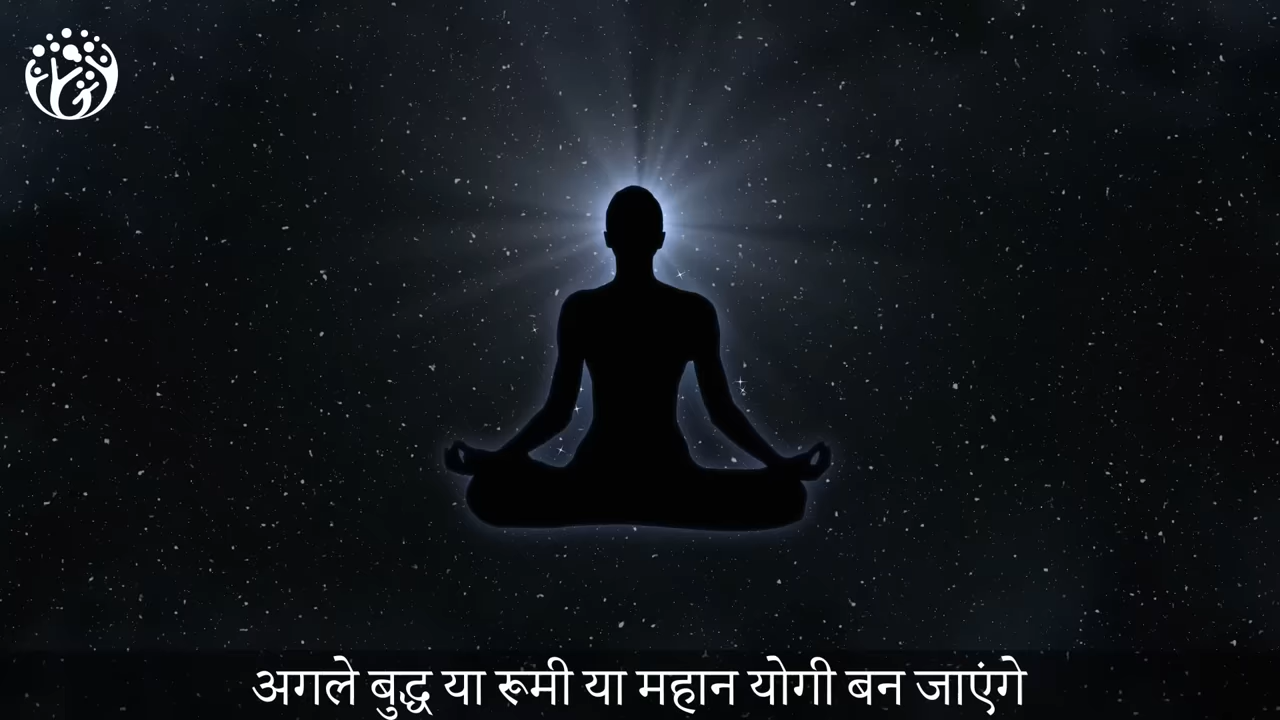 अगले बुद्ध या रूमी या महान योगी बन जाएंगे